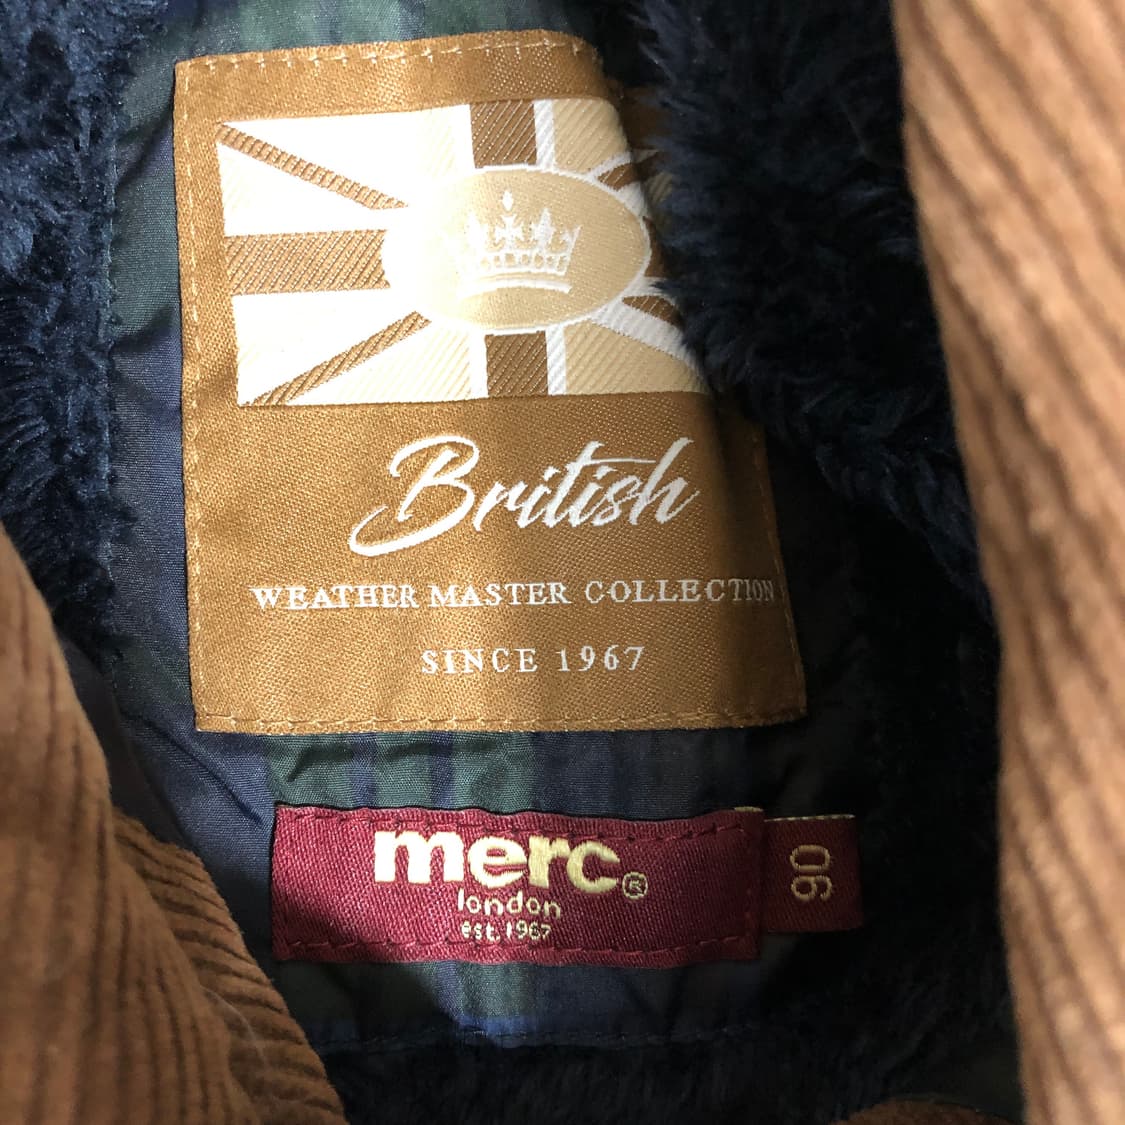 British
WEATHER MASTER COLLECTION
SINCE 1967
merc®
london
est. 1967
90